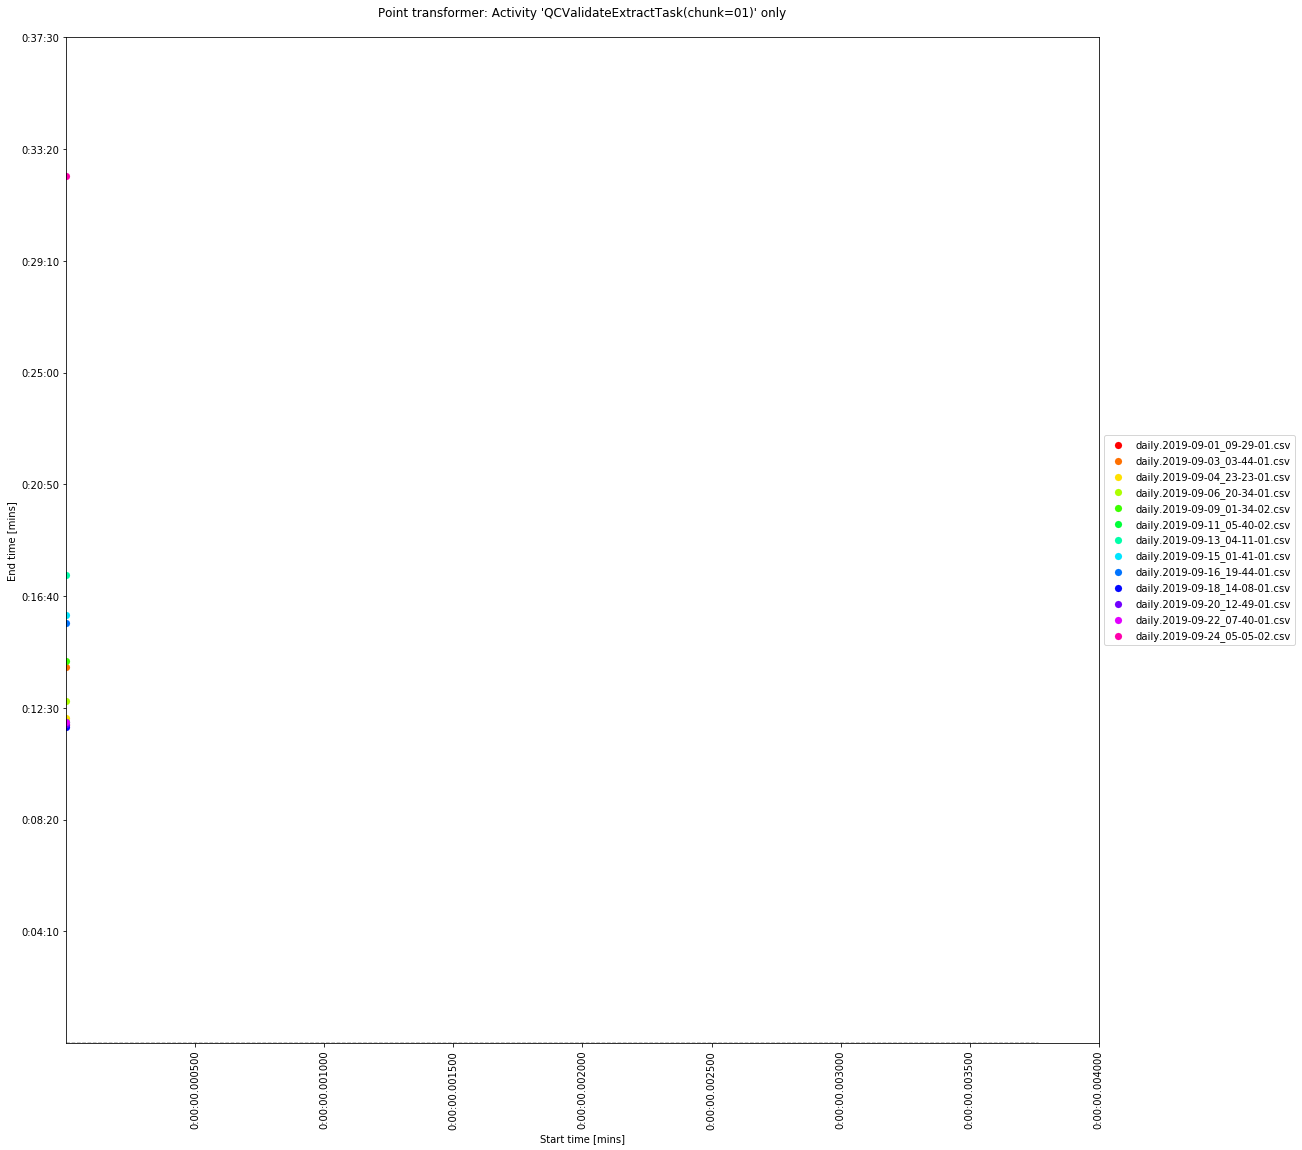 Point transformer: Activity 'QCValidateExtractTask(chunk=01)' only
0:37:30
0:33:20
0:29:10
0:25:00
0:20:50
0:16:40
0:12:30
0:08:20
0:04:10
End time [mins]
daily.2019-09-01_09-29-01.csv
daily.2019-09-03_03-44-01.csv
daily.2019-09-04_23-23-01.csv
daily.2019-09-06_20-34-01.csv
daily.2019-09-09_01-34-02.csv
daily.2019-09-11_05-40-02.csv
daily.2019-09-13_04-11-01.csv
daily.2019-09-15_01-41-01.csv
daily.2019-09-16_19-44-01.csv
daily.2019-09-18_14-08-01.csv
daily.2019-09-20_12-49-01.csv
daily.2019-09-22_07-40-01.csv
daily.2019-09-24_05-05-02.csv
0:00:00.000500
0:00:00.001000
0:00:00.001500
0:00:00.002000
0:00:00.002500
0:00:00.003000
0:00:00.003500
0:00:00.004000
Start time [mins]